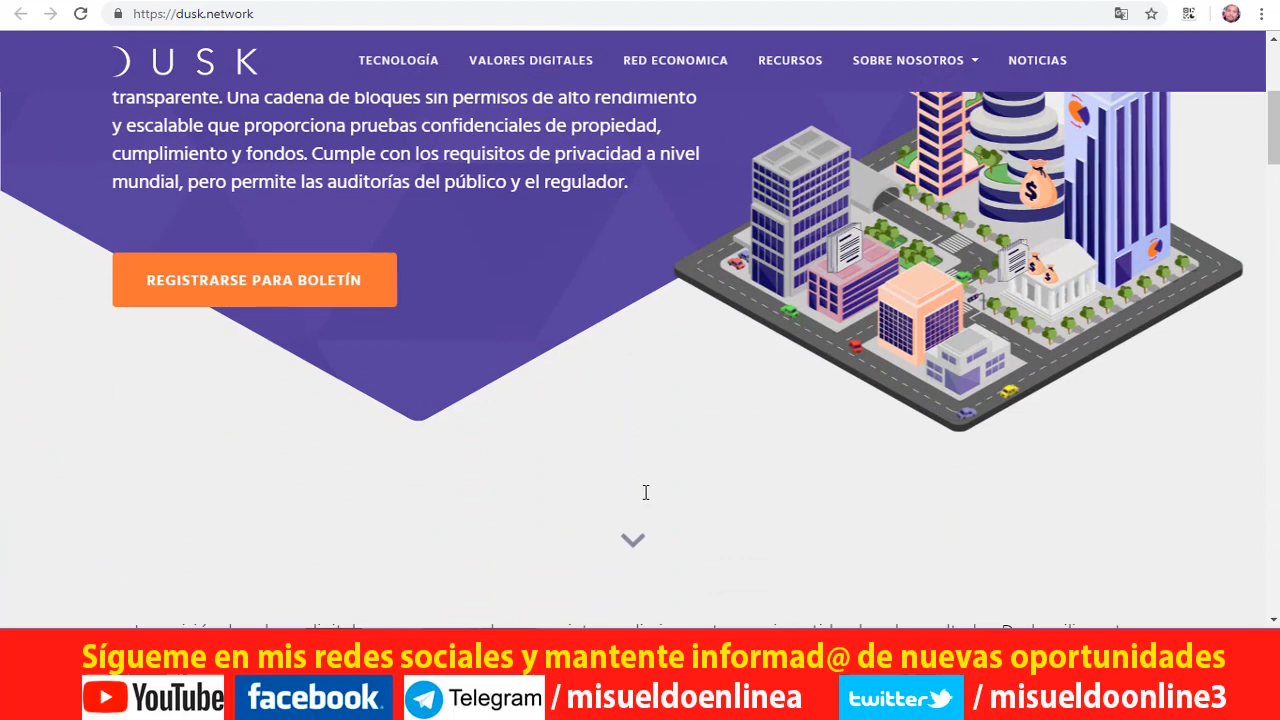 https://dusk.network
DUSK
TECNOLOGÍA VALORES DIGITALES RED ECONOMICA RECURSOS SOBRE NOSOTROS NOTICIAS
transparente. Una cadena de bloques sin permisos de alto rendimiento
y escalable que proporciona pruebas confidenciales de propiedad,
cumplimiento y fondos. Cumple con los requisitos de privacidad a nivel
mundial, pero permite las auditorías del público y el regulador.
REGISTRARSE PARA BOLETÍN
Sígueme en mis redes sociales y mantente informad@ de nuevas oportunidades
YouTube facebook. Telegram / misueldoenlinea twitter / misueldoonline3